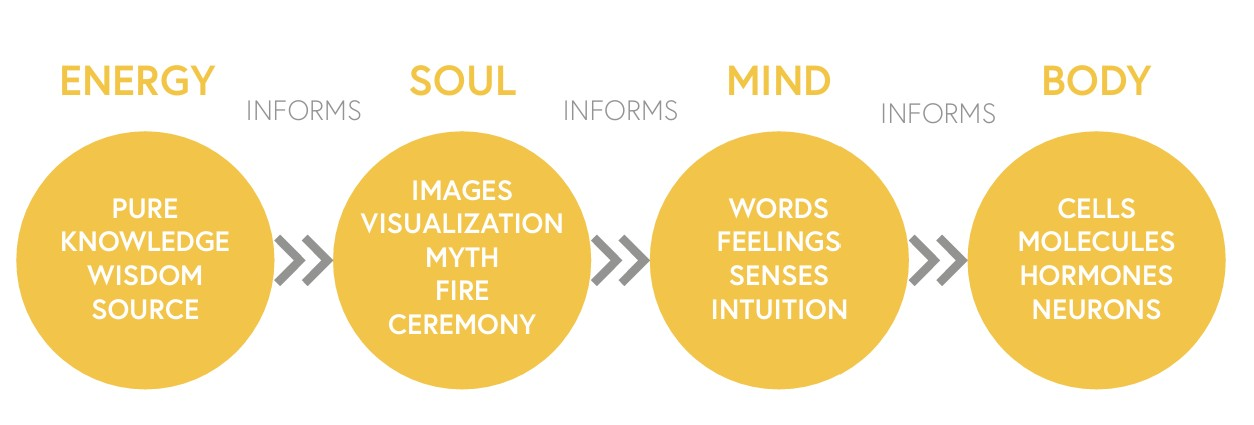 ENERGY
INFORMS
SOUL
INFORMS
MIND
INFORMS
BODY
PURE
KNOWLEDGE
WISDOM
SOURCE
IMAGES
VISUALIZATION
MYTH
FIRE
CEREMONY
WORDS
FEELINGS
SENSES
INTUITION
CELLS
MOLECULES
HORMONES
NEURONS